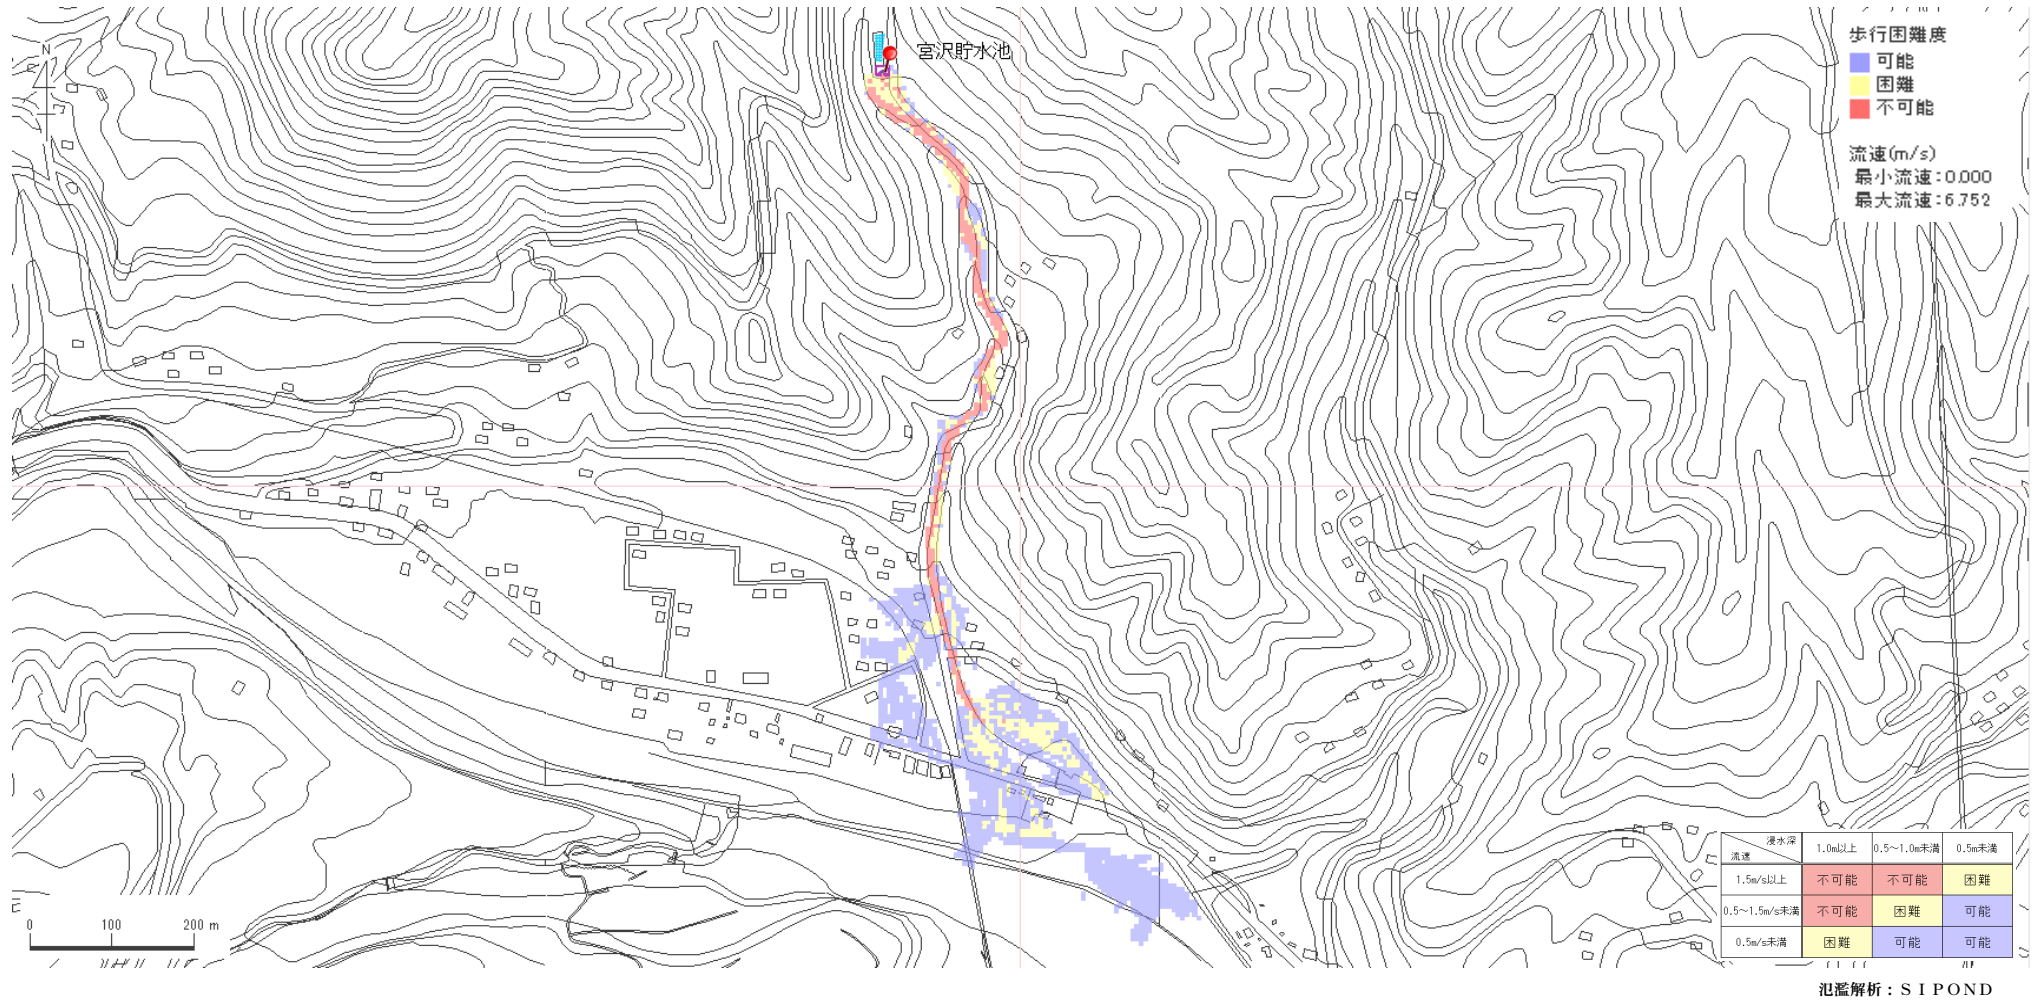 N
宮沢貯水池
歩行困難度
可能
困難
不可能
流速(m/s)
最小流速:0.000
最大流速:6.752
浸水深
流速
1.0m以上 0.5～1.0m未満 0.5m未満
1.5m/s以上 不可能 不可能 困難
0.5～1.5m/s未満 不可能 困難 可能
0.5m/s未満 困難 可能 可能
0 100 200 m
氾濫解析：ＳＩＰＯＮＤ